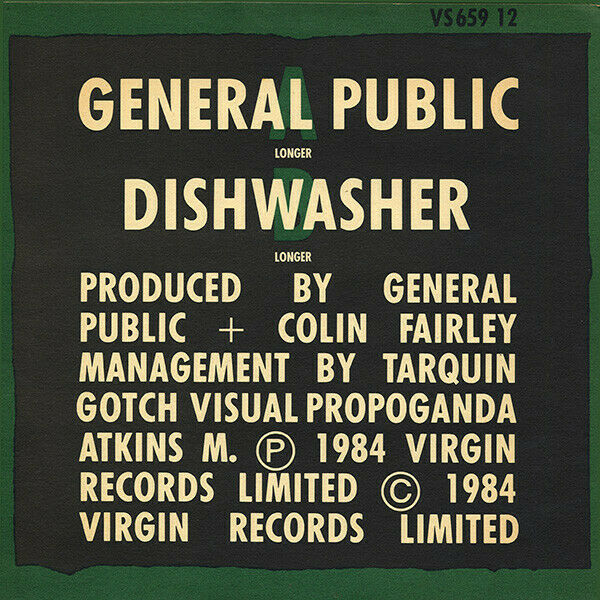 VS659 12
A
GENERAL PUBLIC
LONGER
B
DISHWASHER
LONGER
PRODUCED BY GENERAL
PUBLIC + COLIN FAIRLEY
MANAGEMENT BY TARQUIN
GOTCH VISUAL PROPOGANDA
ATKINS M. Ⓟ 1984 VIRGIN
RECORDS LIMITED © 1984
VIRGIN RECORDS LIMITED